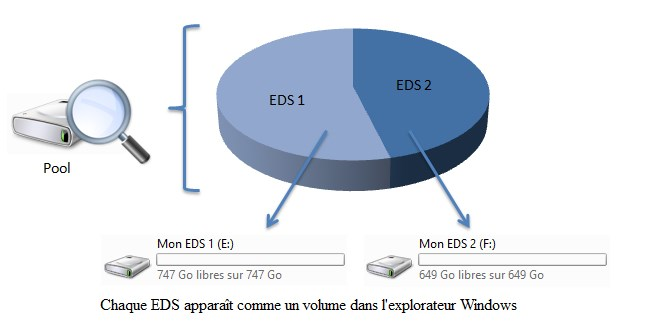 EDS 1
EDS 2
Pool
Mon EDS 1 (E:)
747 Go libres sur 747 Go
Mon EDS 2 (F:)
649 Go libres sur 649 Go
Chaque EDS apparaît comme un volume dans l'explorateur Windows